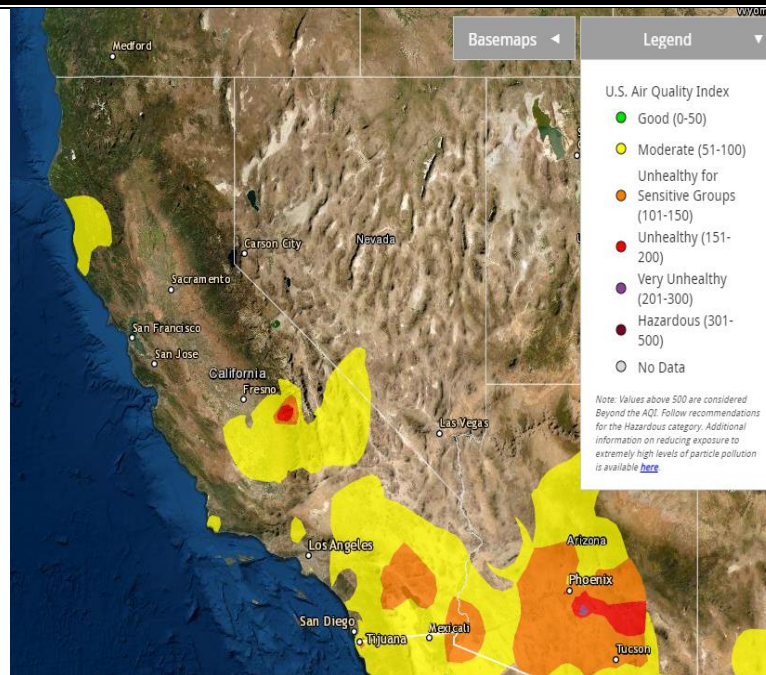 Wyom
Medford
Basemaps
Legend
U.S. Air Quality Index
Good (0-50)
Moderate (51-100)
Unhealthy for
Sensitive Groups
(101-150)
Unhealthy (151-
200)
Very Unhealthy
(201-300)
Hazardous (301-
500)
No Data
Note: Values above 500 are considered
Beyond the AQI. Follow recommendations
for the Hazardous category. Additional
information on reducing exposure to
extremely high levels of particle pollution
is available here.
Carson City
Nevada
Sacramento
San Francisco
San Jose
California
Fresno
Las Vegas
Los Angeles
Arizona
Phoenix
San Diego
Tijuana
Mexicali
Tucson